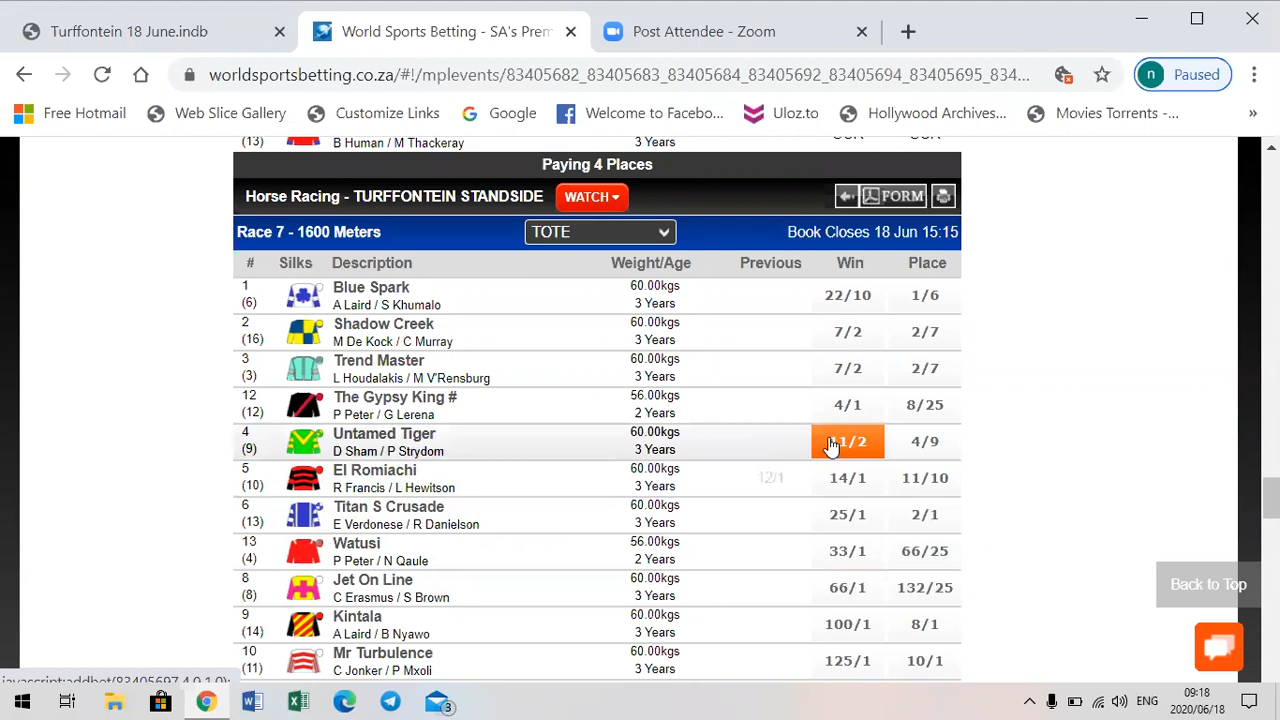 Turffontein 18 June.indb
World Sports Betting - SA's Prem
Post Attendee - Zoom
worldsportsbetting.co.za/#!/mplevents/83405682_83405683_83405684_83405692_83405694_83405695_834...
n Paused
Free Hotmail Web Slice Gallery Customize Links Google Welcome to Facebo... Uloz.to Hollywood Archives... Movies Torrents -... »
(13) B Human / M Thackeray 3 Years
Paying 4 Places
Horse Racing - TURFFONTEIN STANDSIDE WATCH FORM
Race 7 - 1600 Meters TOTE Book Closes 18 Jun 15:15
# Silks Description Weight/Age Previous Win Place
1 Blue Spark 60.00kgs 22/10 1/6
(6) A Laird / S Khumalo 3 Years
2 Shadow Creek 60.00kgs 7/2 2/7
(16) M De Kock / C Murray 3 Years
3 Trend Master 60.00kgs 7/2 2/7
(3) L Houdalakis / M V'Rensburg 3 Years
12 The Gypsy King # 56.00kgs 4/1 8/25
(12) P Peter / G Lerena 2 Years
4 Untamed Tiger 60.00kgs 4/9
(9) D Sham / P Strydom 3 Years
5 El Romiachi 60.00kgs 12/1 14/1 11/10
(10) R Francis / L Hewitson 3 Years
6 Titan S Crusade 60.00kgs 25/1 2/1
(13) E Verdonese / R Danielson 3 Years
13 Watusi 56.00kgs 33/1 66/25
(4) P Peter / N Qaule 2 Years
8 Jet On Line 60.00kgs 66/1 132/25
(8) C Erasmus / S Brown 3 Years
9 Kintala 60.00kgs 100/1 8/1
(14) A Laird / B Nyawo 3 Years
10 Mr Turbulence 60.00kgs 125/1 10/1
(11) C Jonker / P Mxoli 3 Years
Back to Top
3
ENG
09:18
2020/06/18